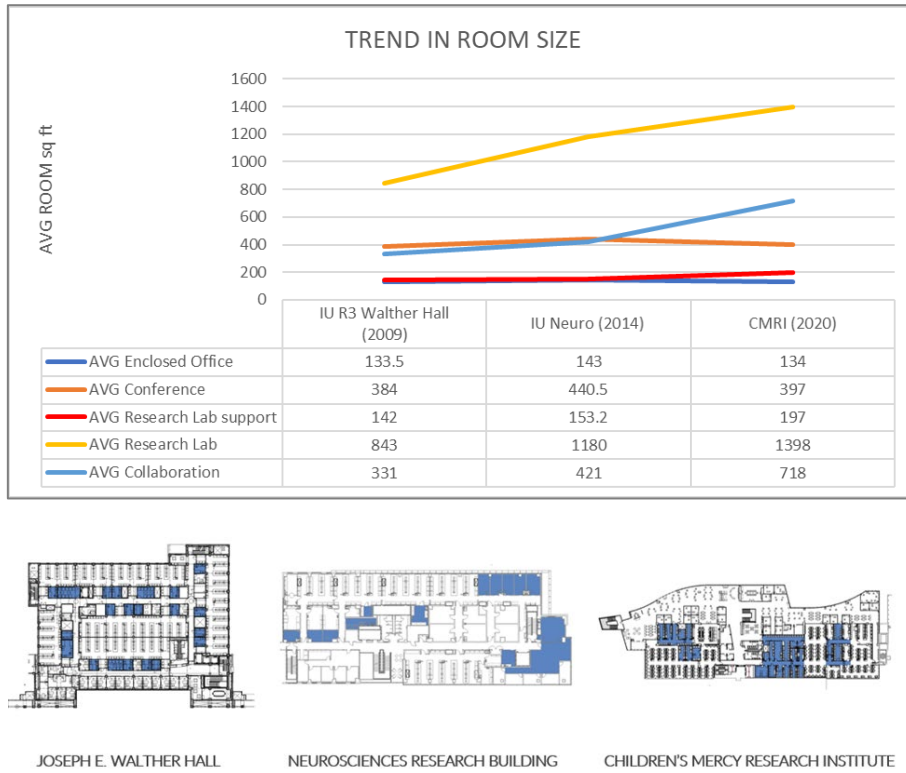 TREND IN ROOM SIZE
AVG ROOM sq ft
1600
1400
1200
1000
800
600
400
200
0
IU R3 Walther Hall (2009) IU Neuro (2014) CMRI (2020)
AVG Enclosed Office 133.5 143 134
AVG Conference 384 440.5 397
AVG Research Lab support 142 153.2 197
AVG Research Lab 843 1180 1398
AVG Collaboration 331 421 718
JOSEPH E. WALTHER HALL NEUROSCIENCES RESEARCH BUILDING CHILDREN'S MERCY RESEARCH INSTITUTE